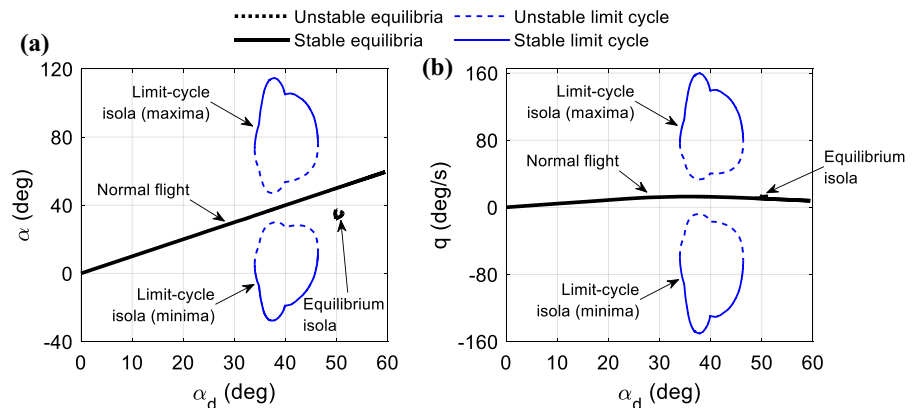 Unstable equilibria
Unstable limit cycle
Stable equilibria
Stable limit cycle
(a)
120
80
40
0
-40
α (deg)
Limit-cycle
isola (maxima)
Normal flight
Limit-cycle
isola (minima)
Equilibrium
isola
0 10 20 30 40 50 60
α_d (deg)
(b)
160
80
0
-80
-160
q (deg/s)
Limit-cycle
isola (maxima)
Normal flight
Equilibrium
isola
Limit-cycle
isola (minima)
0 10 20 30 40 50 60
α_d (deg)